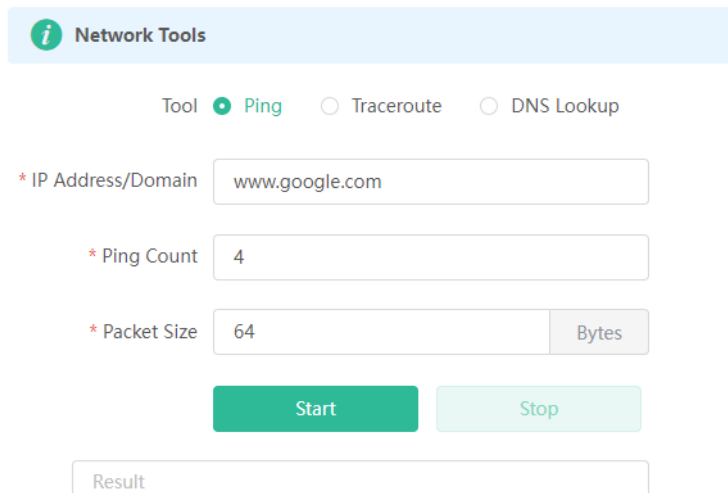 i Network Tools
Tool Ping Traceroute DNS Lookup
* IP Address/Domain www.google.com
* Ping Count 4
* Packet Size 64 Bytes
Start Stop
Result